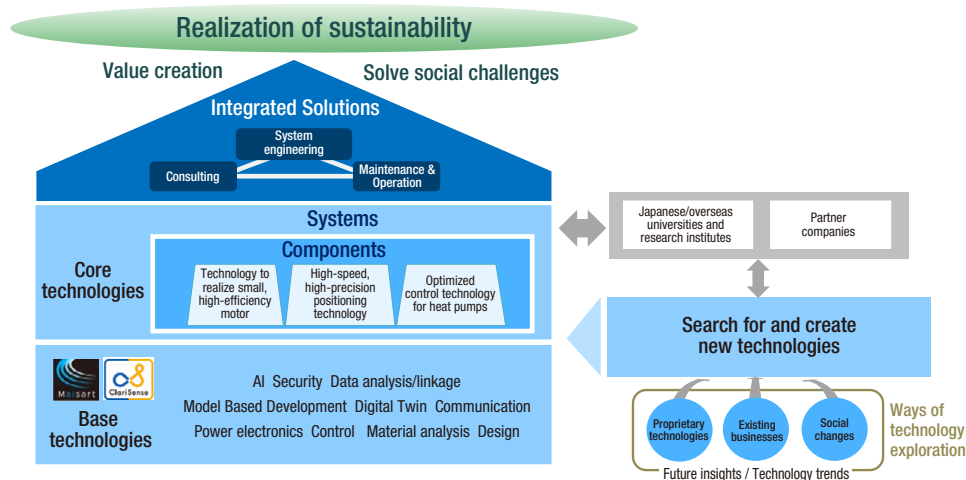 Realization of sustainability
Value creation
Solve social challenges
Integrated Solutions
System
engineering
Consulting
Maintenance &
Operation
Core
technologies
Systems
Components
Technology to
realize small,
high-efficiency
motor
High-speed,
high-precision
positioning
technology
Optimized
control technology
for heat pumps
Japanese/overseas
universities and
research institutes
Partner
companies
Search for and create
new technologies
Maisart
ClariSense
Base
technologies
AI Security Data analysis/linkage
Model Based Development Digital Twin Communication
Power electronics Control Material analysis Design
Proprietary
technologies
Existing
businesses
Social
changes
Ways of
technology
exploration
Future insights / Technology trends